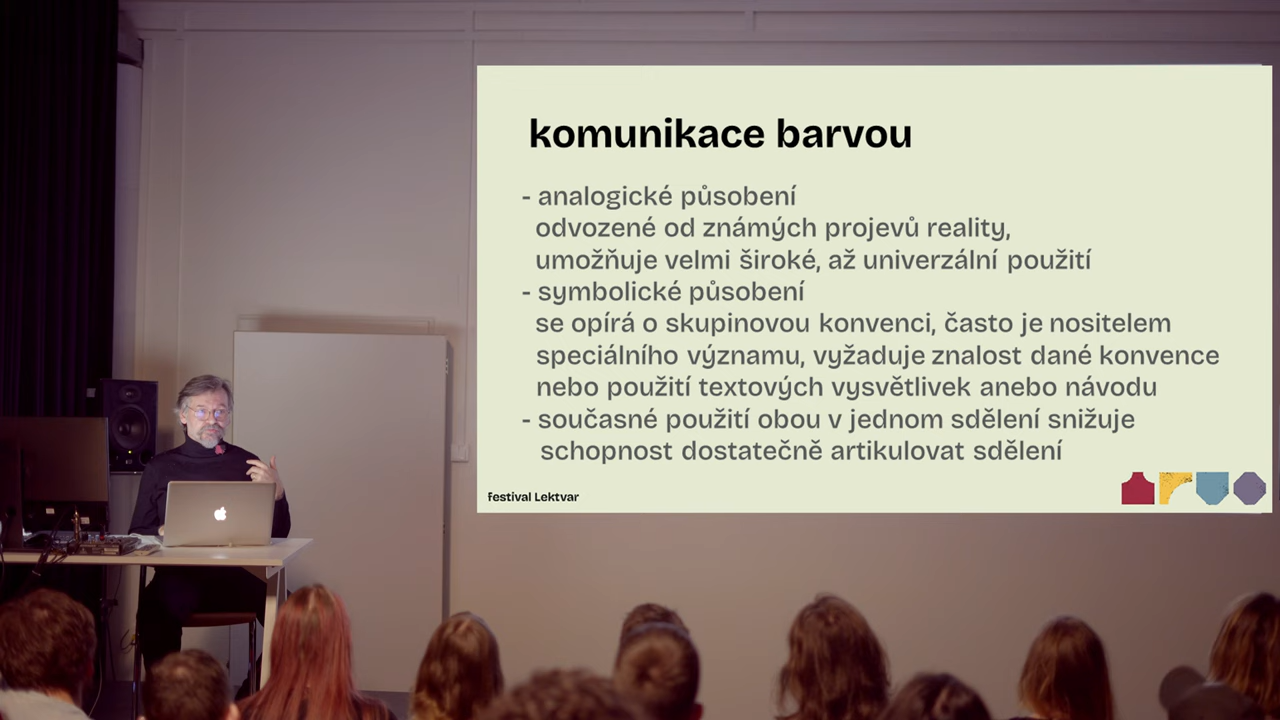 komunikace barvou
- analogické působení
odvozené od známých projevů reality,
umožňuje velmi široké, až univerzální použití
- symbolické působení
se opírá o skupinovou konvenci, často je nositelem
speciálního významu, vyžaduje znalost dané konvence
nebo použití textových vysvětlivek anebo návodu
- současné použití obou v jednom sdělení snižuje
schopnost dostatečně artikulovat sdělení
festival Lektvar